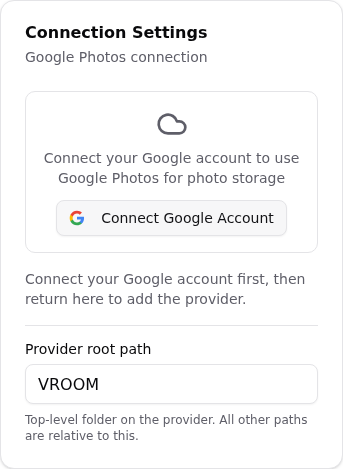 Connection Settings
Google Photos connection
Connect your Google account to use
Google Photos for photo storage
Connect Google Account
Connect your Google account first, then
return here to add the provider.
Provider root path
VROOM
Top-level folder on the provider. All other paths
are relative to this.